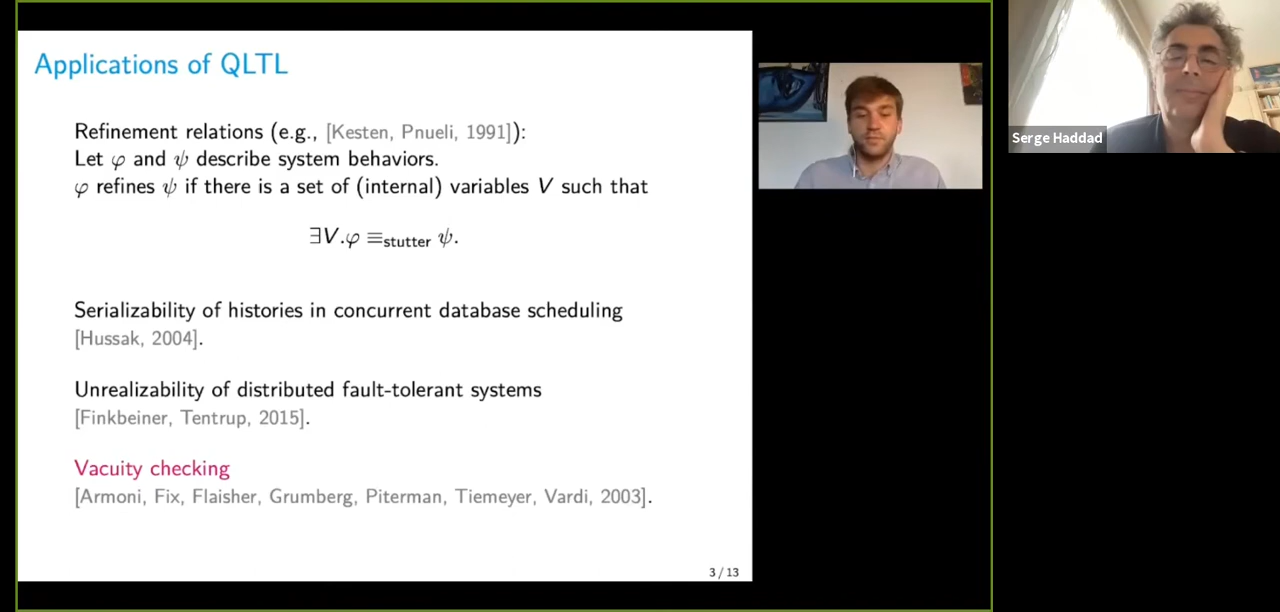 Applications of QLTL
Refinement relations (e.g., [Kesten, Pnueli, 1991]):
Let φ and ψ describe system behaviors.
φ refines ψ if there is a set of (internal) variables V such that
∃V.φ ≡stutter ψ.
Serializability of histories in concurrent database scheduling
[Hussak, 2004].
Unrealizability of distributed fault-tolerant systems
[Finkbeiner, Tentrup, 2015].
Vacuity checking
[Armoni, Fix, Flaisher, Grumberg, Piterman, Tiemeyer, Vardi, 2003].
3 / 13
Serge Haddad